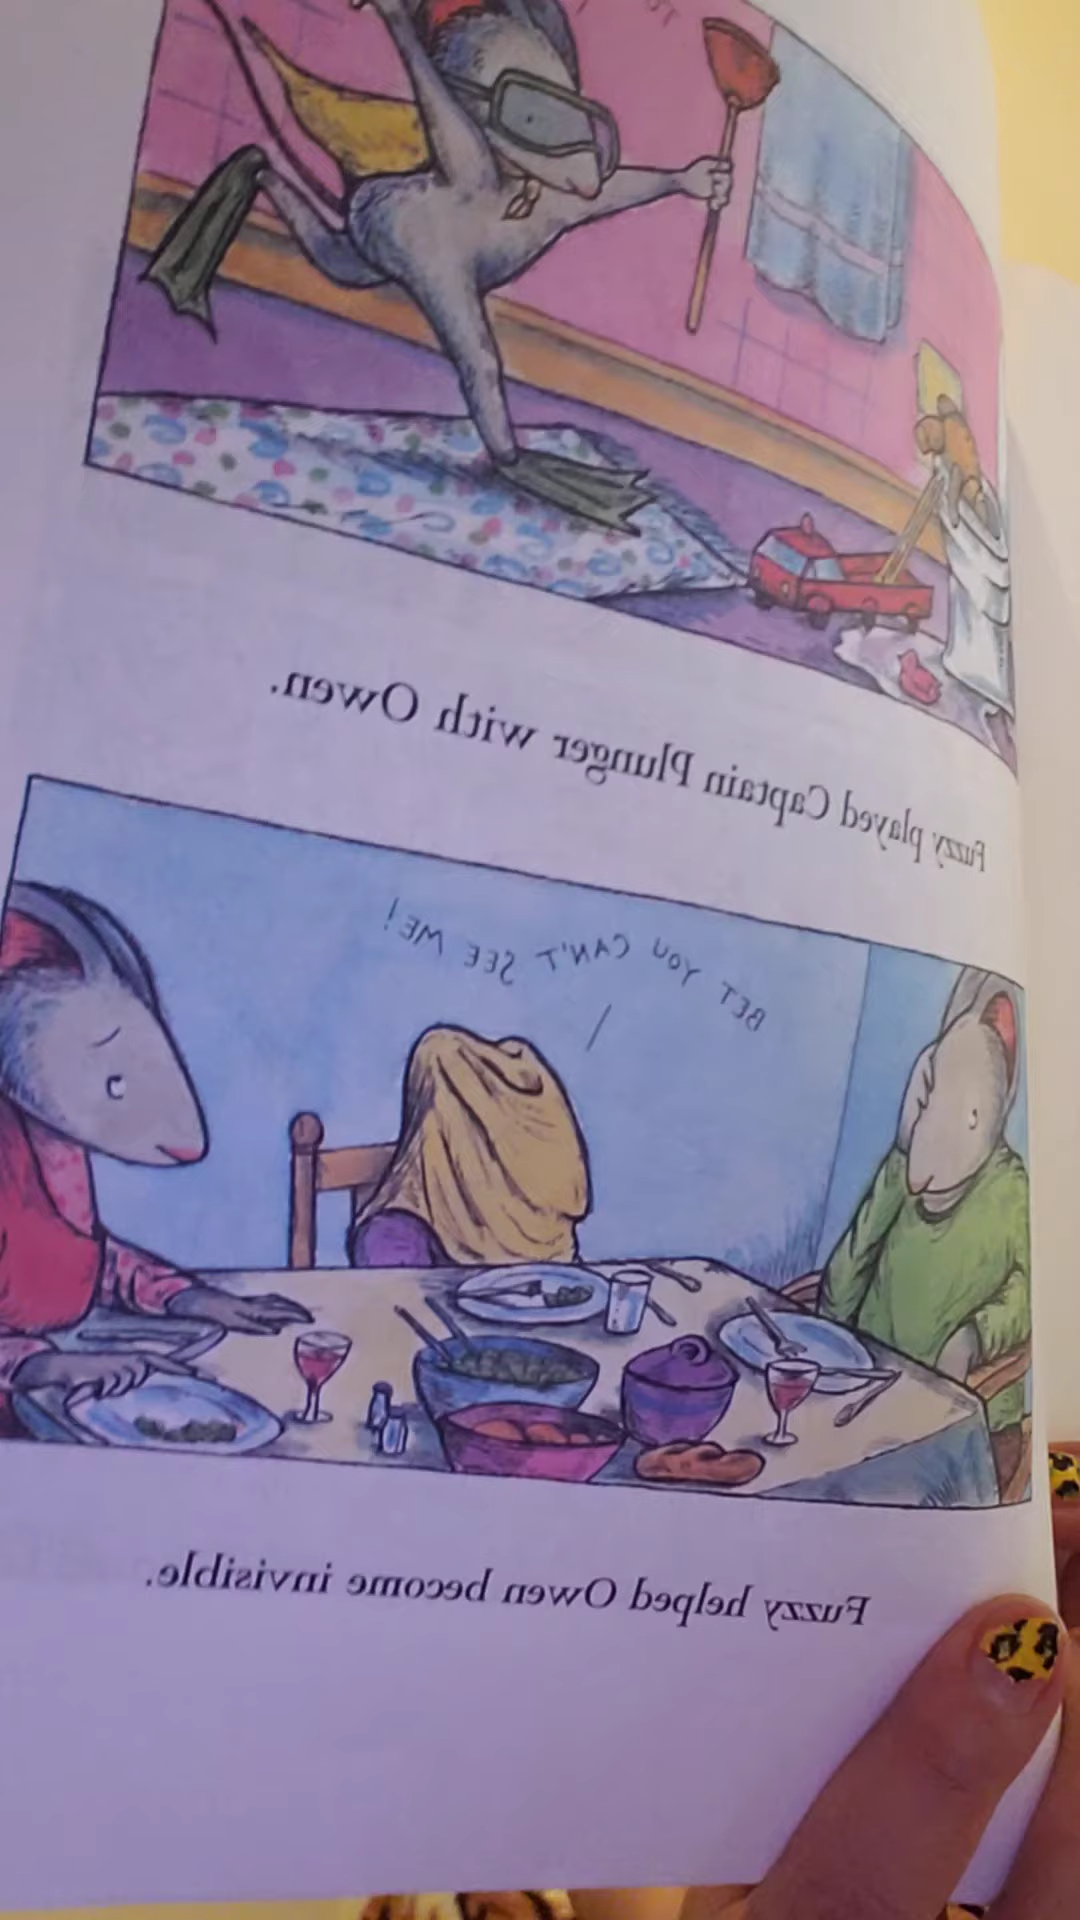 Fuzzy played Captain Plunger with Owen.
BET YOU CAN'T SEE ME!
Fuzzy helped Owen become invisible.